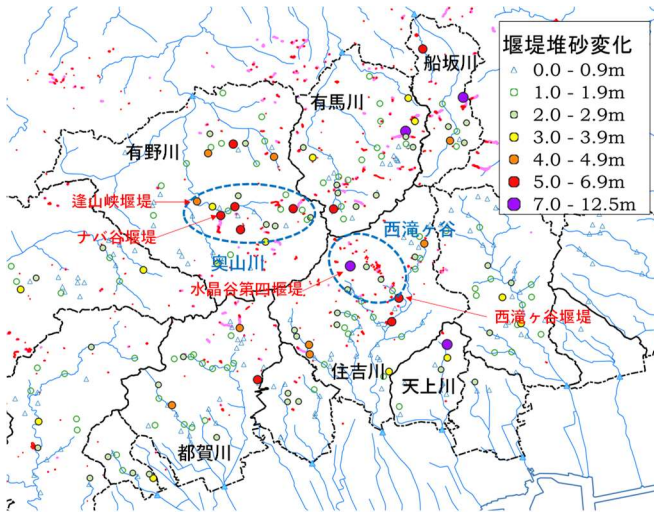 堰堤堆砂変化
0.0 - 0.9m
1.0 - 1.9m
2.0 - 2.9m
3.0 - 3.9m
4.0 - 4.9m
5.0 - 6.9m
7.0 - 12.5m
船坂川
有馬川
有野川
逢山峡堰堤
ナバ谷堰堤
西滝ヶ谷
奥山川
水晶谷第四堰堤
西滝ヶ谷堰堤
住吉川
天上川
都賀川